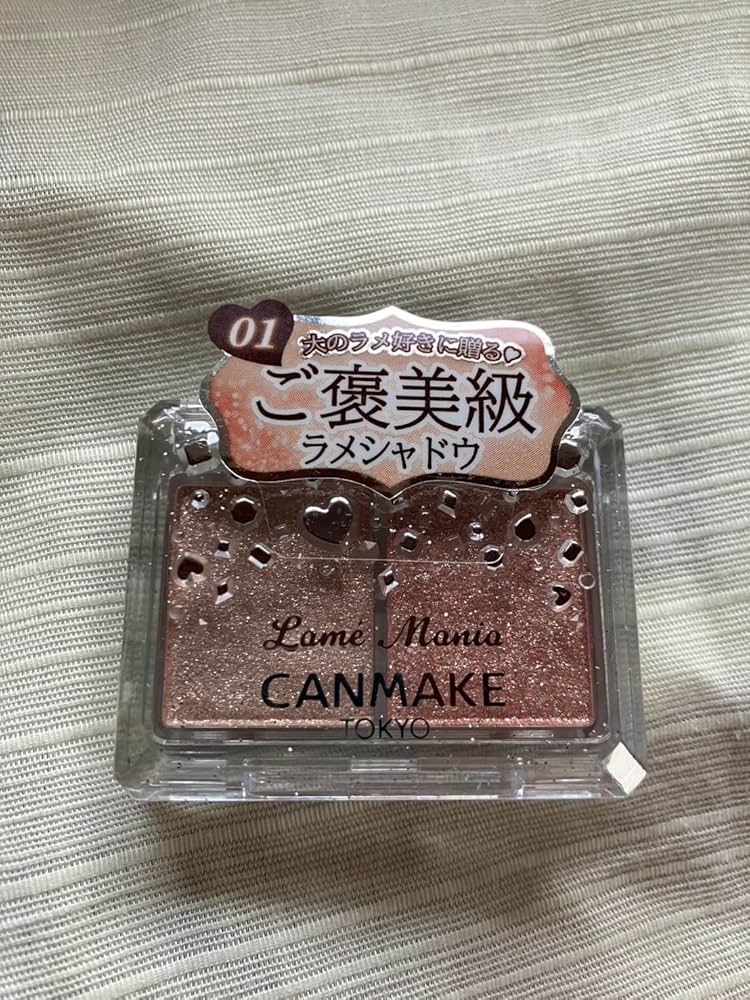 01
大のラメ好きに贈る♥
ご褒美級
ラメシャドウ
Lamé Mania
CANMAKE
TOKYO